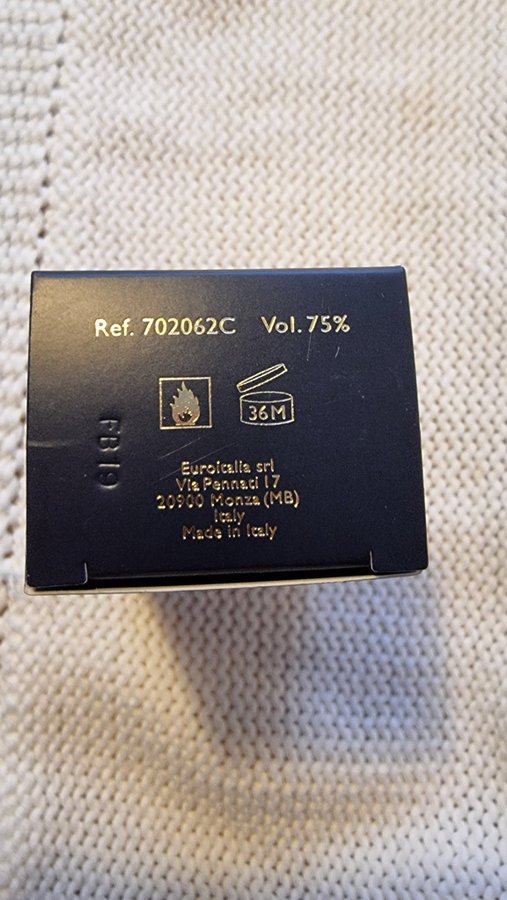 Ref. 702062C Vol. 75%
36M
FB19
Euroitalia srl
Via Pennati 17
20900 Monza (MB)
Italy
Made in Italy